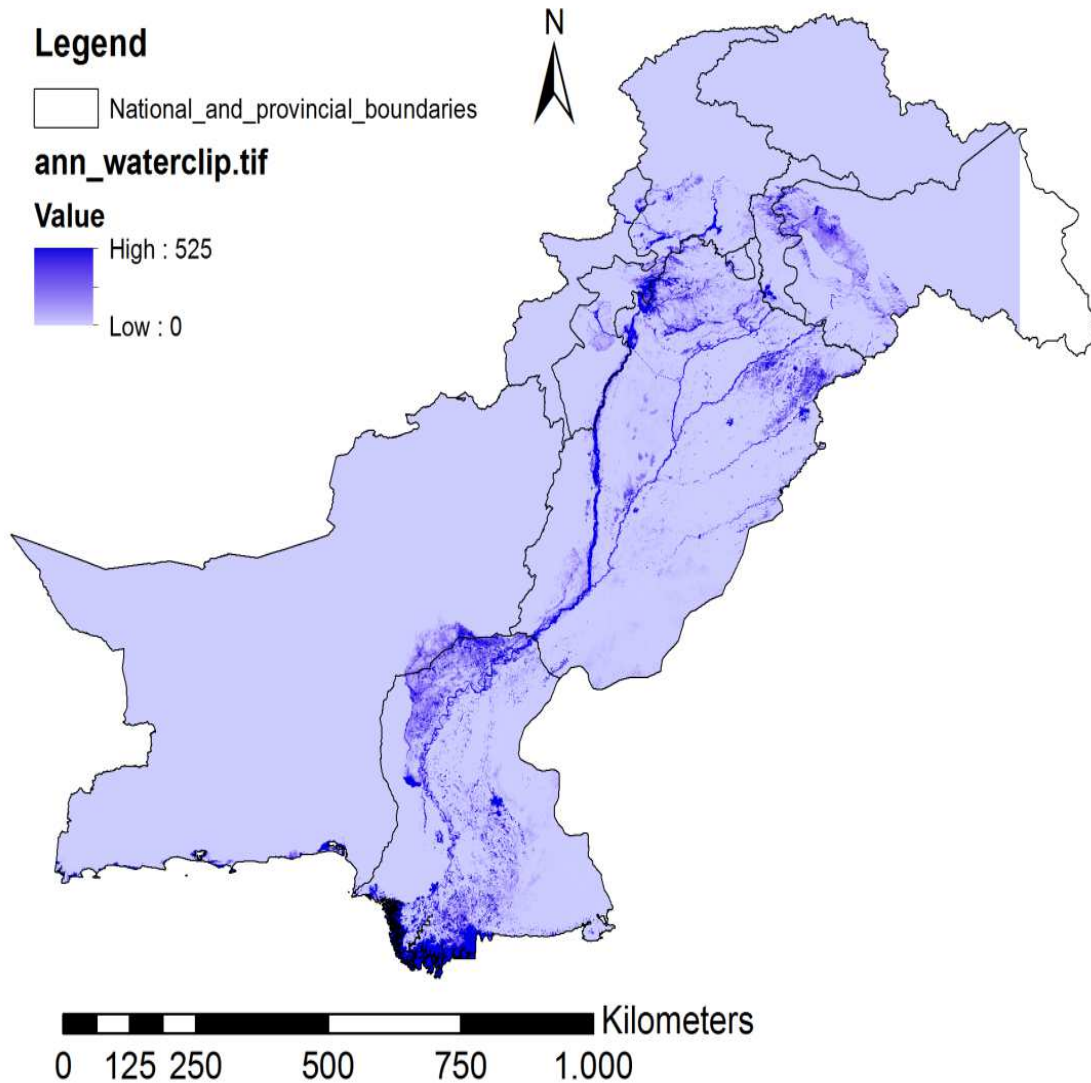 N
Legend
National_and_provincial_boundaries
ann_waterclip.tif
Value
High : 525
Low : 0
Kilometers
0 125 250 500 750 1.000